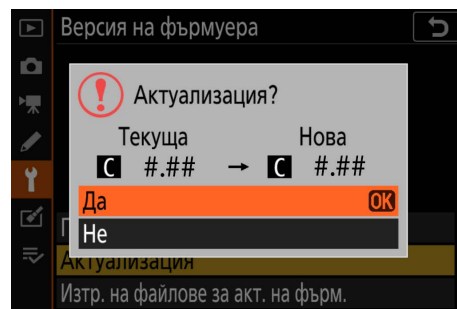 Версия на фърмуера
Актуализация?
Текуща Нова
C #.## → C #.##
Да OK
Не
Актуализация
Изтр. на файлове за акт. на фърм.